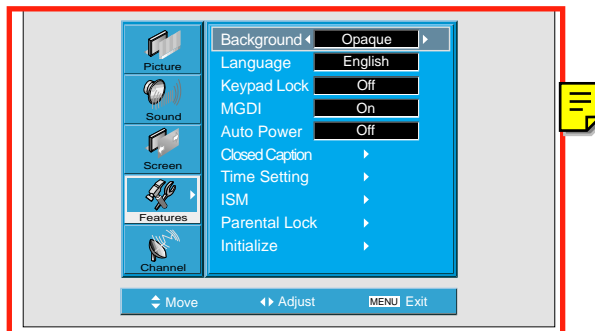 Picture
Sound
Screen
Features
Channel
Background Opaque
Language English
Keypad Lock Off
MGDI On
Auto Power Off
Closed Caption
Time Setting
ISM
Parental Lock
Initialize
Move Adjust MENU Exit